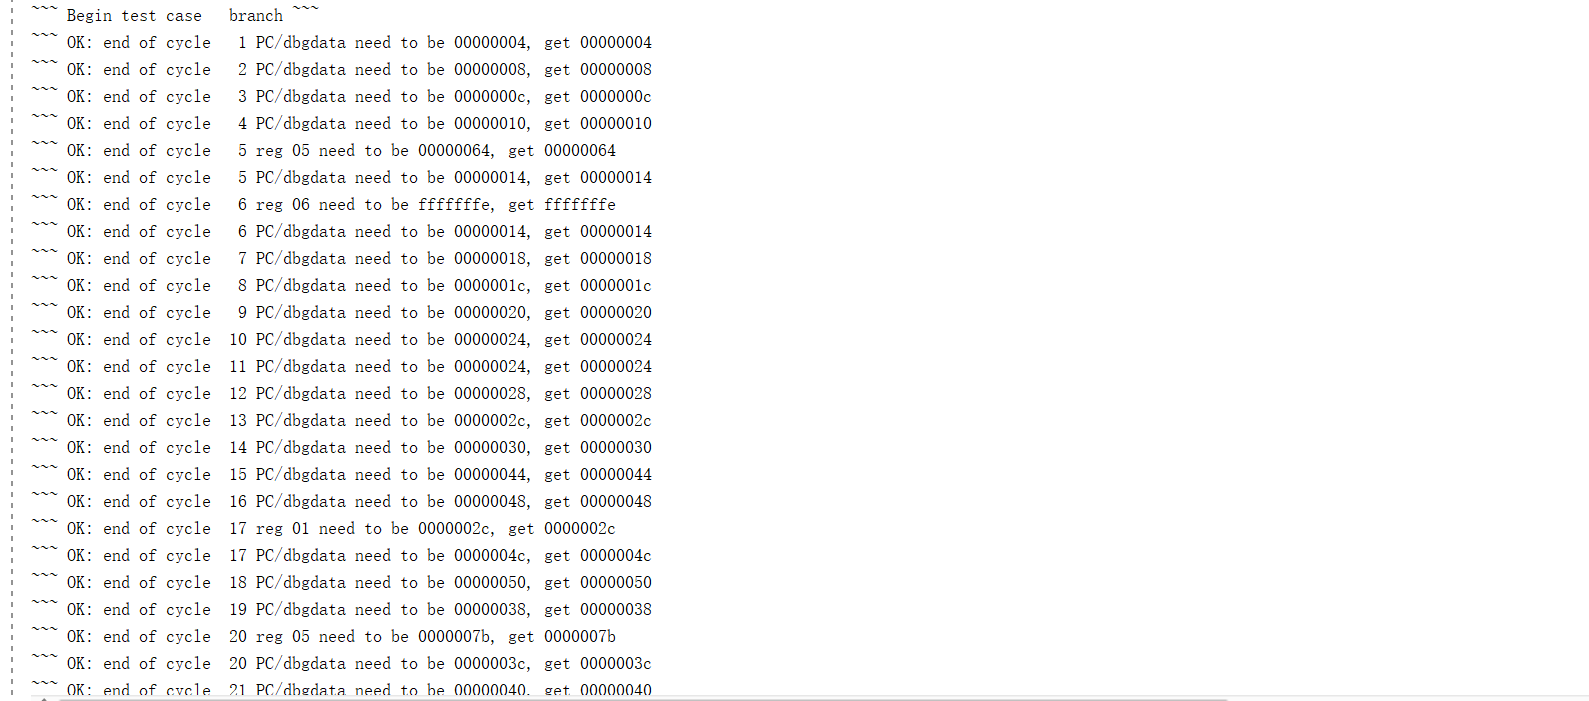 ~~~ Begin test case   branch ~~~
~~~ OK: end of cycle   1 PC/dbgdata need to be 00000004, get 00000004
~~~ OK: end of cycle   2 PC/dbgdata need to be 00000008, get 00000008
~~~ OK: end of cycle   3 PC/dbgdata need to be 0000000c, get 0000000c
~~~ OK: end of cycle   4 PC/dbgdata need to be 00000010, get 00000010
~~~ OK: end of cycle   5 reg 05 need to be 00000064, get 00000064
~~~ OK: end of cycle   5 PC/dbgdata need to be 00000014, get 00000014
~~~ OK: end of cycle   6 reg 06 need to be fffffffe, get fffffffe
~~~ OK: end of cycle   6 PC/dbgdata need to be 00000014, get 00000014
~~~ OK: end of cycle   7 PC/dbgdata need to be 00000018, get 00000018
~~~ OK: end of cycle   8 PC/dbgdata need to be 0000001c, get 0000001c
~~~ OK: end of cycle   9 PC/dbgdata need to be 00000020, get 00000020
~~~ OK: end of cycle  10 PC/dbgdata need to be 00000024, get 00000024
~~~ OK: end of cycle  11 PC/dbgdata need to be 00000024, get 00000024
~~~ OK: end of cycle  12 PC/dbgdata need to be 00000028, get 00000028
~~~ OK: end of cycle  13 PC/dbgdata need to be 0000002c, get 0000002c
~~~ OK: end of cycle  14 PC/dbgdata need to be 00000030, get 00000030
~~~ OK: end of cycle  15 PC/dbgdata need to be 00000044, get 00000044
~~~ OK: end of cycle  16 PC/dbgdata need to be 00000048, get 00000048
~~~ OK: end of cycle  17 reg 01 need to be 0000002c, get 0000002c
~~~ OK: end of cycle  17 PC/dbgdata need to be 0000004c, get 0000004c
~~~ OK: end of cycle  18 PC/dbgdata need to be 00000050, get 00000050
~~~ OK: end of cycle  19 PC/dbgdata need to be 00000038, get 00000038
~~~ OK: end of cycle  20 reg 05 need to be 0000007b, get 0000007b
~~~ OK: end of cycle  20 PC/dbgdata need to be 0000003c, get 0000003c
~~~ OK: end of cycle  21 PC/dbgdata need to be 00000040, get 00000040